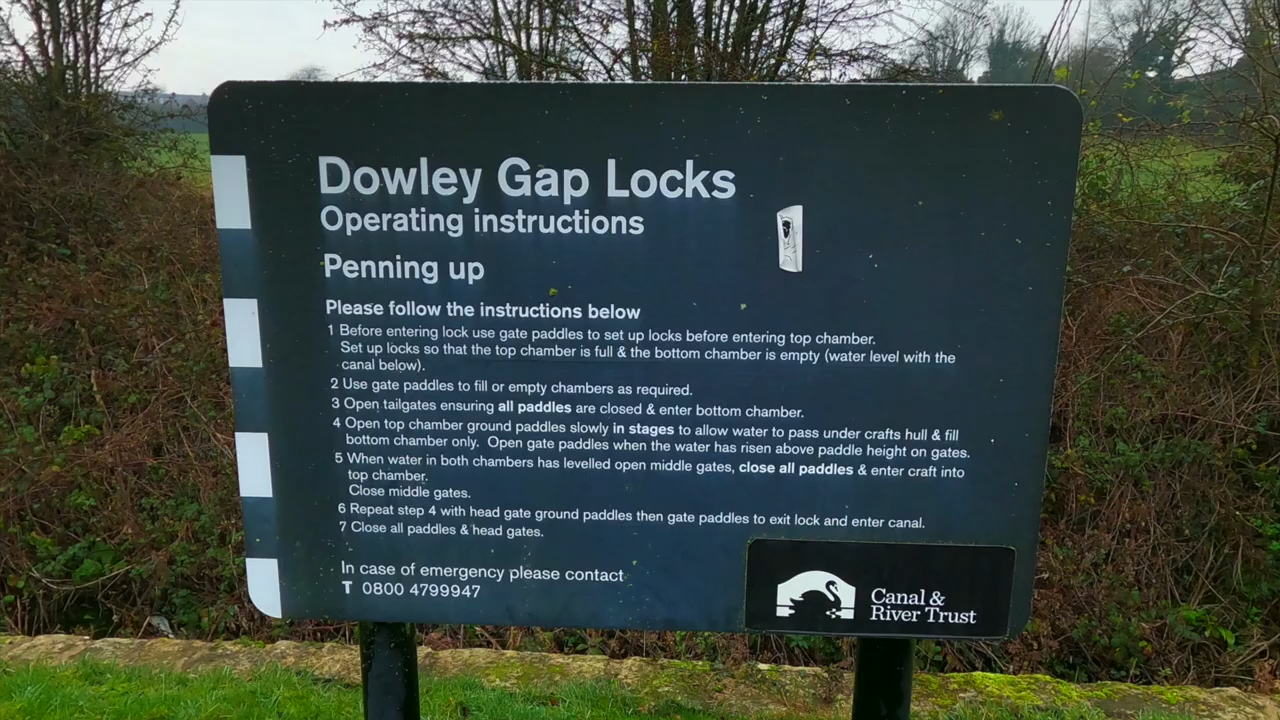 Dowley Gap Locks
Operating instructions
Penning up
Please follow the instructions below
1 Before entering lock use gate paddles to set up locks before entering top chamber.
Set up locks so that the top chamber is full & the bottom chamber is empty (water level with the
canal below).
2 Use gate paddles to fill or empty chambers as required.
3 Open tailgates ensuring all paddles are closed & enter bottom chamber.
4 Open top chamber ground paddles slowly in stages to allow water to pass under crafts hull & fill
bottom chamber only. Open gate paddles when the water has risen above paddle height on gates.
5 When water in both chambers has levelled open middle gates, close all paddles & enter craft into
top chamber.
Close middle gates.
6 Repeat step 4 with head gate ground paddles then gate paddles to exit lock and enter canal.
7 Close all paddles & head gates.
In case of emergency please contact
T 0800 4799947
Canal &
River Trust